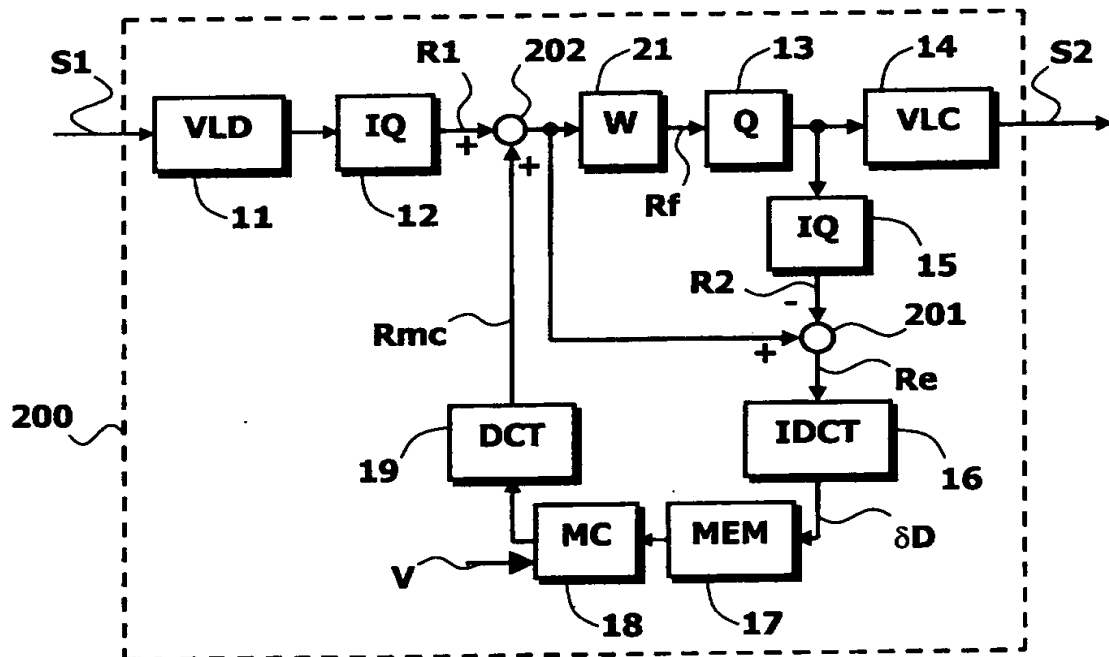 S1
R1
202
21
13
14
S2
VLD
IQ
W
Q
VLC
+
+
11
12
Rf
IQ
15
R2
-
201
Rmc
+
Re
200
DCT
IDCT
19
16
MC
MEM
δD
V
18
17